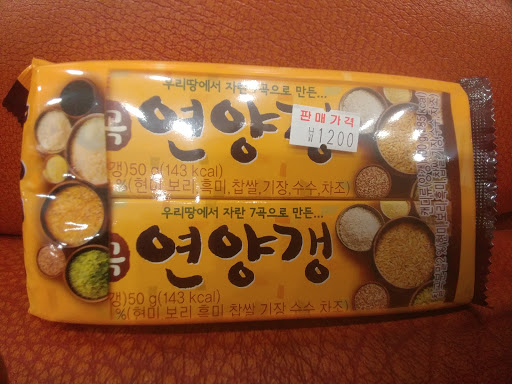 우리땅에서 자란 7곡으로 만든...
연양갱
판매가격
₩1200
갱)50 g(143 kcal)
%(현미,보리,흑미,찹쌀,기장,수수,차조)
우리땅에서 자란 7곡으로 만든...
연양갱
갱)50 g(143 kcal)
%(현미 보리 흑미 찹쌀 기장 수수 차조)